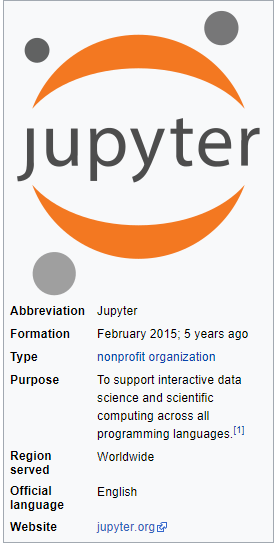 jupyter
Abbreviation Jupyter
Formation February 2015; 5 years ago
Type nonprofit organization
Purpose To support interactive data
science and scientific
computing across all
programming languages.[1]
Region
served Worldwide
Official
language English
Website jupyter.org